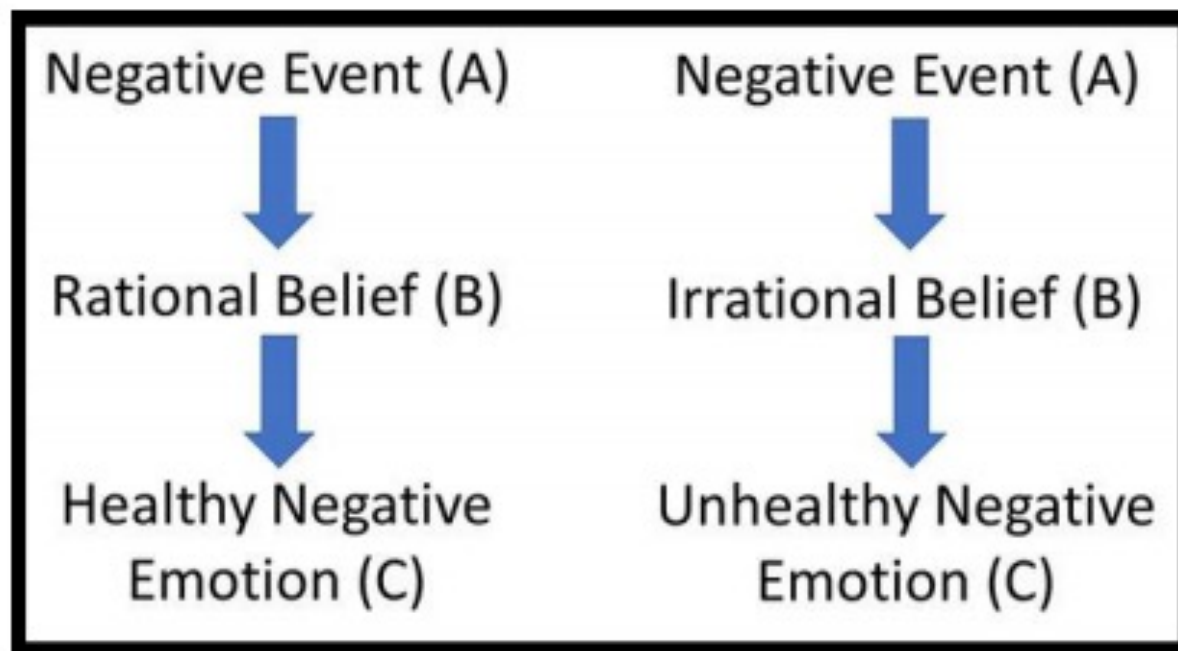 Negative Event (A)
Rational Belief (B)
Healthy Negative
Emotion (C)
Negative Event (A)
Irrational Belief (B)
Unhealthy Negative
Emotion (C)